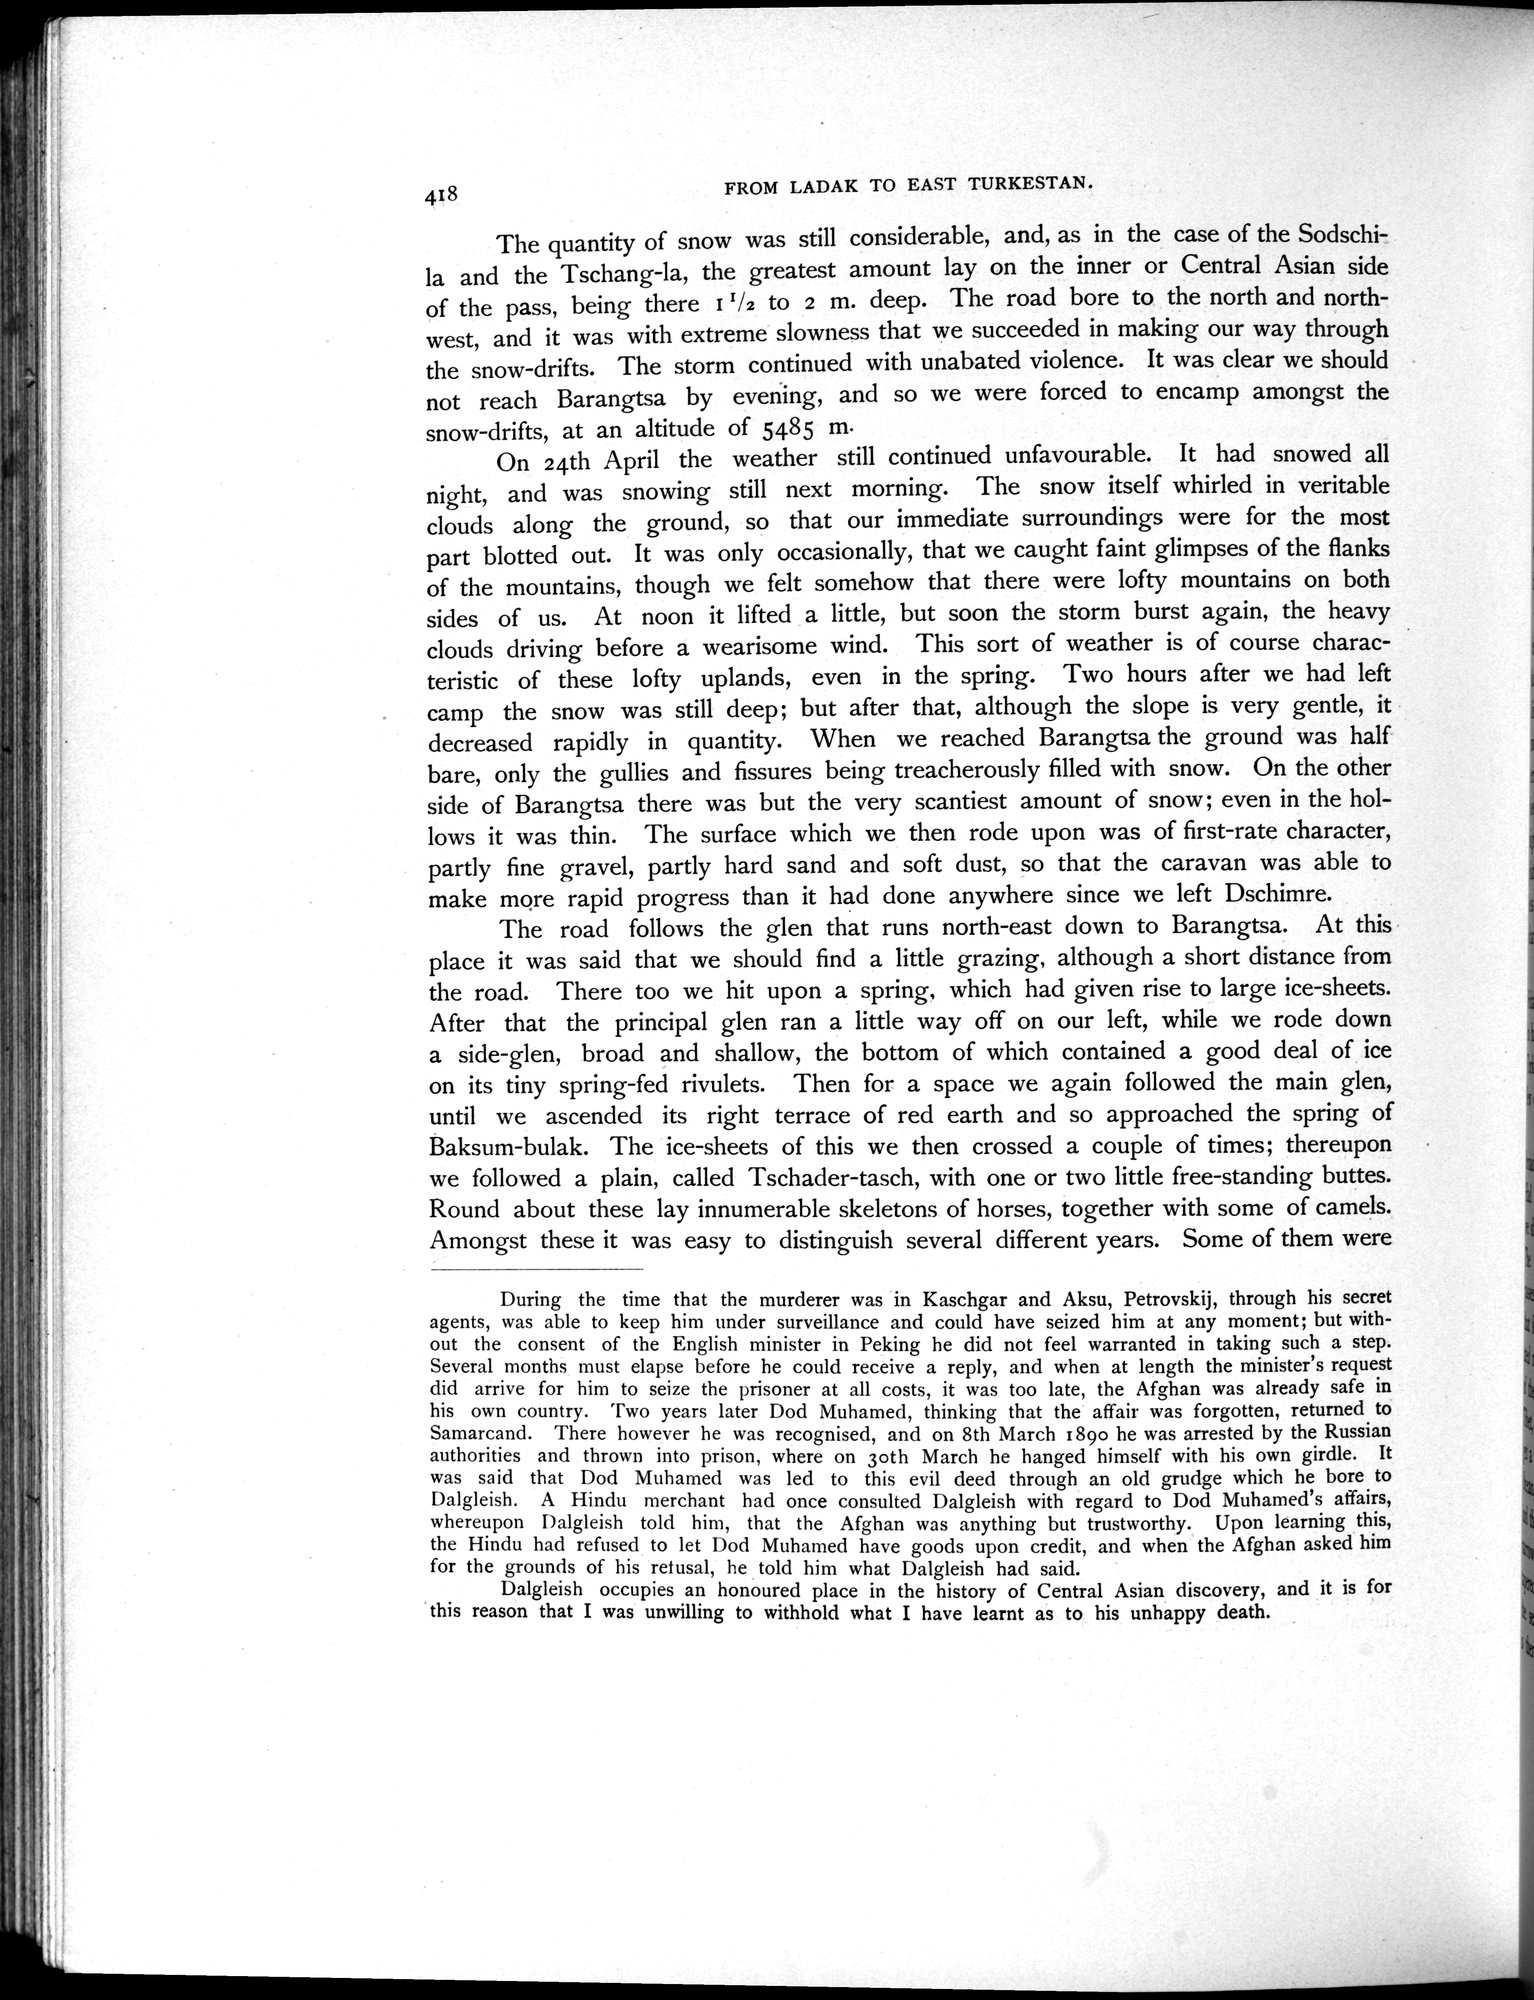 418
FROM LADAK TO EAST TURKESTAN.
The quantity of snow was still considerable, and, as in the case of the Sodschi-
la and the Tschang-la, the greatest amount lay on the inner or Central Asian side
of the pass, being there 1 1/2 to 2 m. deep. The road bore to the north and north-
west, and it was with extreme slowness that we succeeded in making our way through
the snow-drifts. The storm continued with unabated violence. It was clear we should
not reach Barangtsa by evening, and so we were forced to encamp amongst the
snow-drifts, at an altitude of 5485 m.
On 24th April the weather still continued unfavourable. It had snowed all
night, and was snowing still next morning. The snow itself whirled in veritable
clouds along the ground, so that our immediate surroundings were for the most
part blotted out. It was only occasionally, that we caught faint glimpses of the flanks
of the mountains, though we felt somehow that there were lofty mountains on both
sides of us. At noon it lifted a little, but soon the storm burst again, the heavy
clouds driving before a wearisome wind. This sort of weather is of course charac-
teristic of these lofty uplands, even in the spring. Two hours after we had left
camp the snow was still deep; but after that, although the slope is very gentle, it
decreased rapidly in quantity. When we reached Barangtsa the ground was half
bare, only the gullies and fissures being treacherously filled with snow. On the other
side of Barangtsa there was but the very scantiest amount of snow; even in the hol-
lows it was thin. The surface which we then rode upon was of first-rate character,
partly fine gravel, partly hard sand and soft dust, so that the caravan was able to
make more rapid progress than it had done anywhere since we left Dschimre.
The road follows the glen that runs north-east down to Barangtsa. At this
place it was said that we should find a little grazing, although a short distance from
the road. There too we hit upon a spring, which had given rise to large ice-sheets.
After that the principal glen ran a little way off on our left, while we rode down
a side-glen, broad and shallow, the bottom of which contained a good deal of ice
on its tiny spring-fed rivulets. Then for a space we again followed the main glen,
until we ascended its right terrace of red earth and so approached the spring of
Baksum-bulak. The ice-sheets of this we then crossed a couple of times; thereupon
we followed a plain, called Tschader-tasch, with one or two little free-standing buttes.
Round about these lay innumerable skeletons of horses, together with some of camels.
Amongst these it was easy to distinguish several different years. Some of them were
During the time that the murderer was in Kaschgar and Aksu, Petrovskij, through his secret
agents, was able to keep him under surveillance and could have seized him at any moment; but with-
out the consent of the English minister in Peking he did not feel warranted in taking such a step.
Several months must elapse before he could receive a reply, and when at length the minister's request
did arrive for him to seize the prisoner at all costs, it was too late, the Afghan was already safe in
his own country. Two years later Dod Muhamed, thinking that the affair was forgotten, returned to
Samarcand. There however he was recognised, and on 8th March 1890 he was arrested by the Russian
authorities and thrown into prison, where on 30th March he hanged himself with his own girdle. It
was said that Dod Muhamed was led to this evil deed through an old grudge which he bore to
Dalgleish. A Hindu merchant had once consulted Dalgleish with regard to Dod Muhamed's affairs,
whereupon Dalgleish told him, that the Afghan was anything but trustworthy. Upon learning this,
the Hindu had refused to let Dod Muhamed have goods upon credit, and when the Afghan asked him
for the grounds of his refusal, he told him what Dalgleish had said.
Dalgleish occupies an honoured place in the history of Central Asian discovery, and it is for
this reason that I was unwilling to withhold what I have learnt as to his unhappy death.